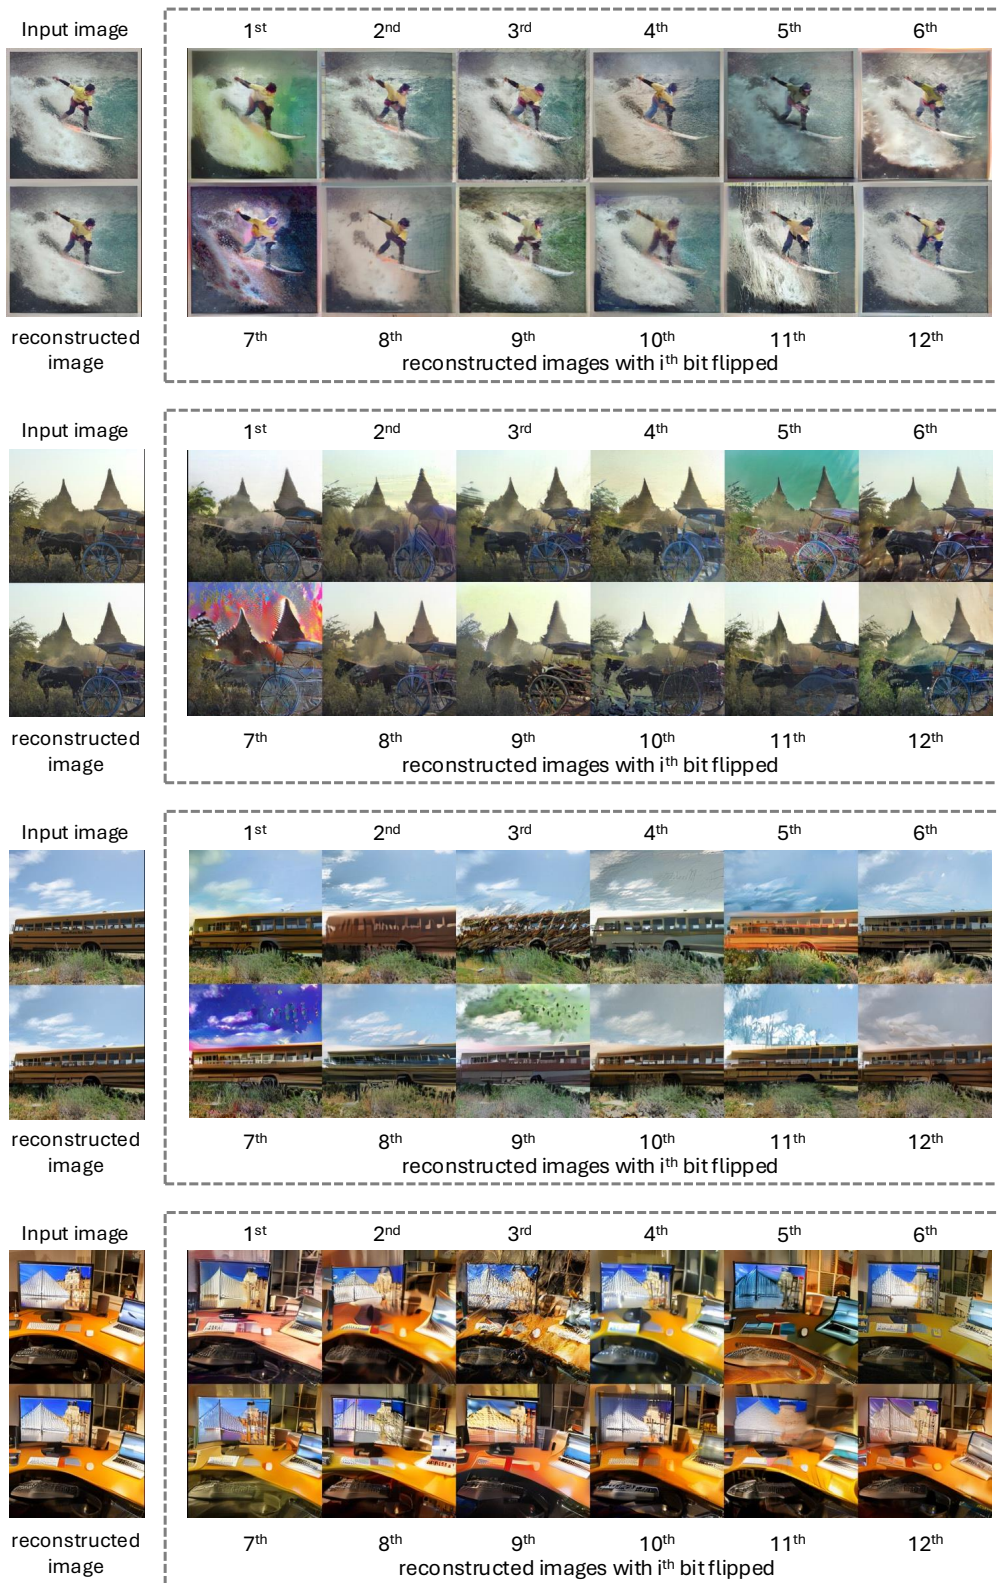 Input image
1st 2nd 3rd 4th 5th 6th
reconstructed
image
7th 8th 9th 10th 11th 12th
reconstructed images with ith bit flipped
Input image
1st 2nd 3rd 4th 5th 6th
reconstructed
image
7th 8th 9th 10th 11th 12th
reconstructed images with ith bit flipped
Input image
1st 2nd 3rd 4th 5th 6th
reconstructed
image
7th 8th 9th 10th 11th 12th
reconstructed images with ith bit flipped
Input image
1st 2nd 3rd 4th 5th 6th
reconstructed
image
7th 8th 9th 10th 11th 12th
reconstructed images with ith bit flipped